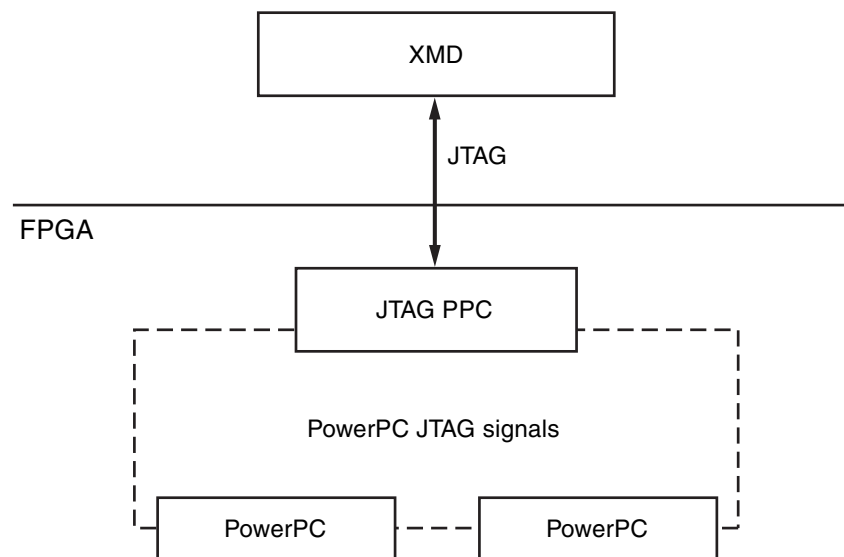 XMD
JTAG
FPGA
JTAG PPC
PowerPC JTAG signals
PowerPC
PowerPC